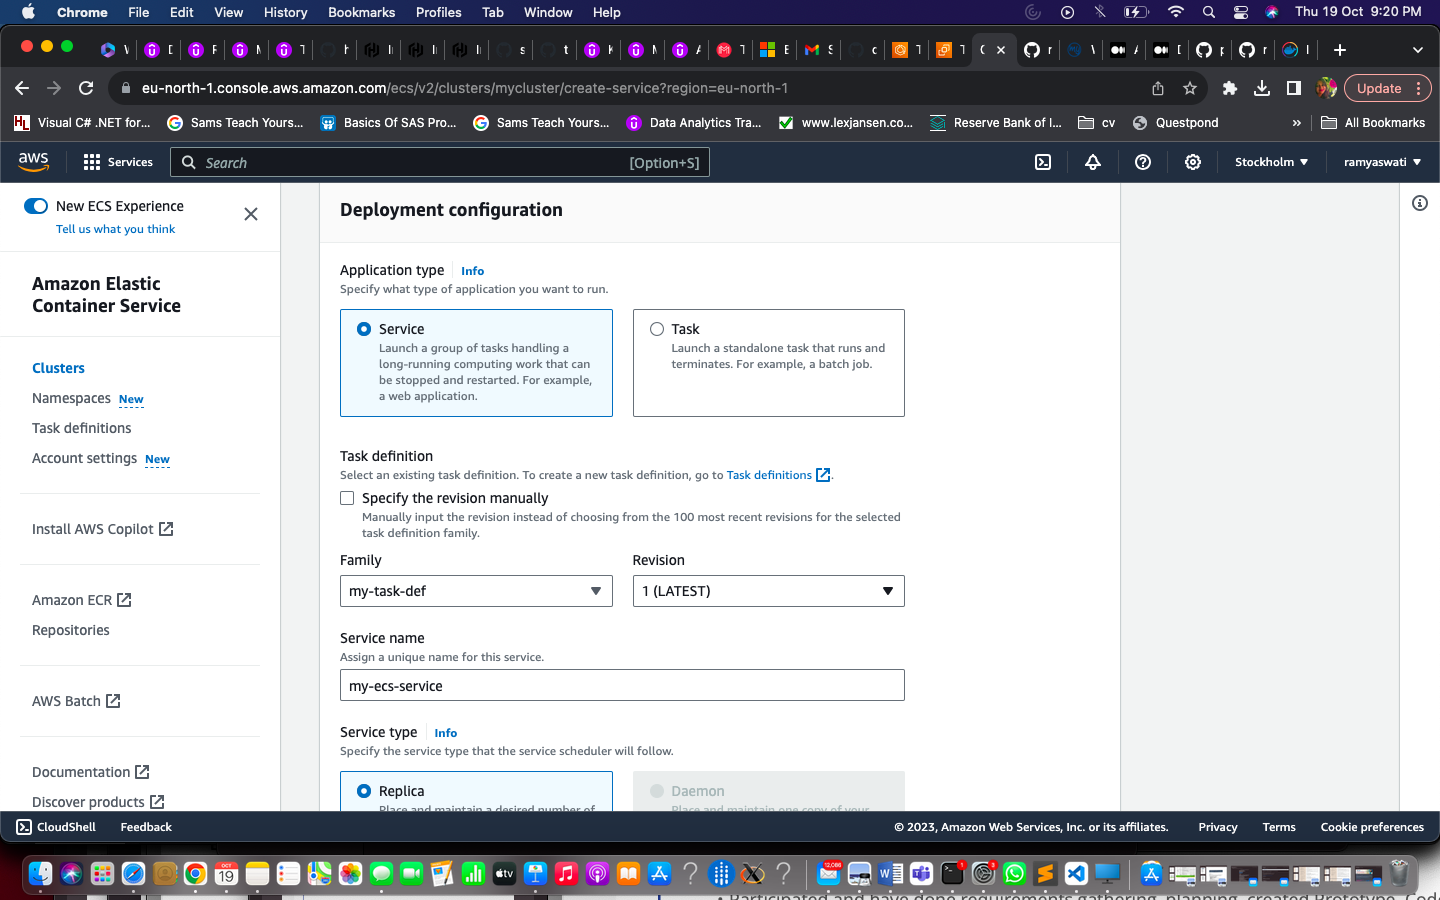 Chrome File Edit View History Bookmarks Profiles Tab Window Help Thu 19 Oct 9:20 PM
eu-north-1.console.aws.amazon.com/ecs/v2/clusters/mycluster/create-service?region=eu-north-1 Update
Visual C# .NET for... Sams Teach Yours... Basics Of SAS Pro... Sams Teach Yours... Data Analytics Tra... www.lexjansen.co... Reserve Bank of I... cv Questpond » All Bookmarks
aws Services Search [Option+S] Stockholm ramyaswati
New ECS Experience
Tell us what you think
Amazon Elastic
Container Service
Clusters
Namespaces New
Task definitions
Account settings New
Install AWS Copilot
Amazon ECR
Repositories
AWS Batch
Documentation
Discover products
Deployment configuration
Application type Info
Specify what type of application you want to run.
Service
Launch a group of tasks handling a
long-running computing work that can
be stopped and restarted. For example,
a web application.
Task
Launch a standalone task that runs and
terminates. For example, a batch job.
Task definition
Select an existing task definition. To create a new task definition, go to Task definitions.
Specify the revision manually
Manually input the revision instead of choosing from the 100 most recent revisions for the selected
task definition family.
Family Revision
my-task-def 1 (LATEST)
Service name
Assign a unique name for this service.
my-ecs-service
Service type Info
Specify the service type that the service scheduler will follow.
Replica
Place and maintain a desired number of
Daemon
Place and maintain one copy of your
CloudShell Feedback © 2023, Amazon Web Services, Inc. or its affiliates. Privacy Terms Cookie preferences